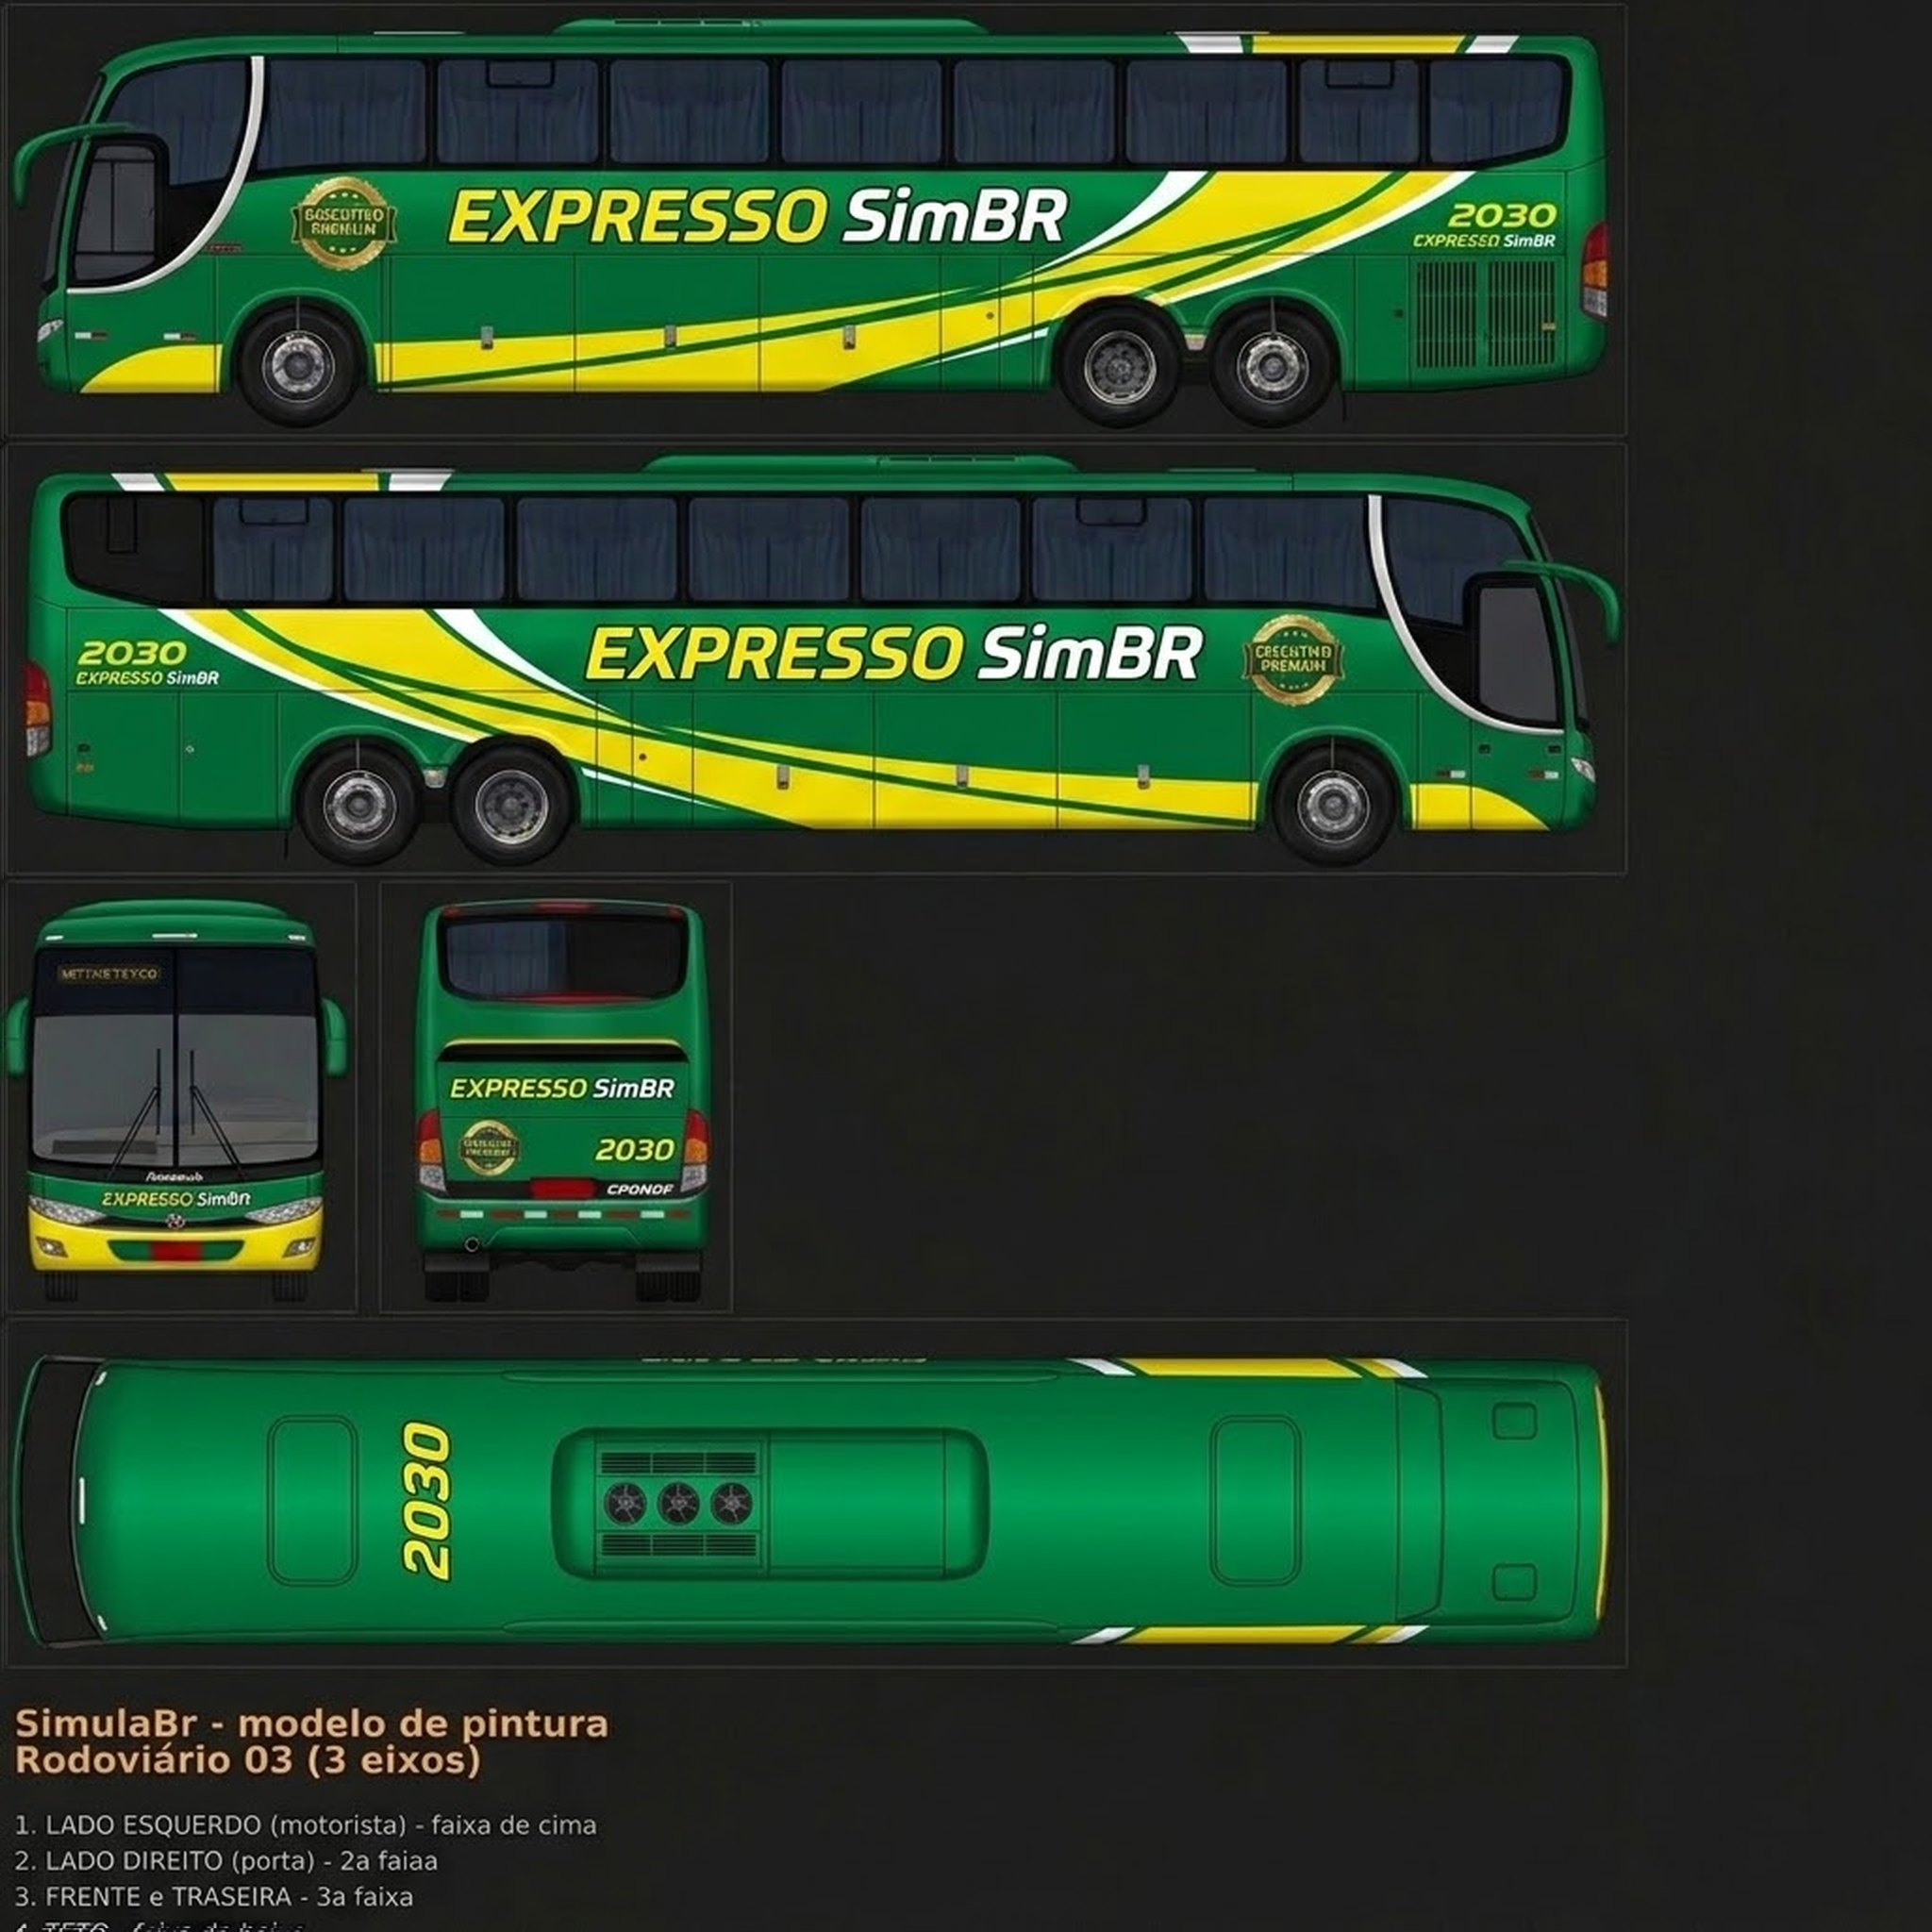 EXPRESSO SimBR
2030
EXPRESSO SimBR
2030
EXPRESSO SimBR
EXPRESSO SimBR
EXPRESSO SimBR
EXPRESSO SimBR
2030
CPONOF
2030
SimulaBr - modelo de pintura
Rodoviário 03 (3 eixos)
1. LADO ESQUERDO (motorista) - faixa de cima
2. LADO DIREITO (porta) - 2a faiaa
3. FRENTE e TRASEIRA - 3a faixa